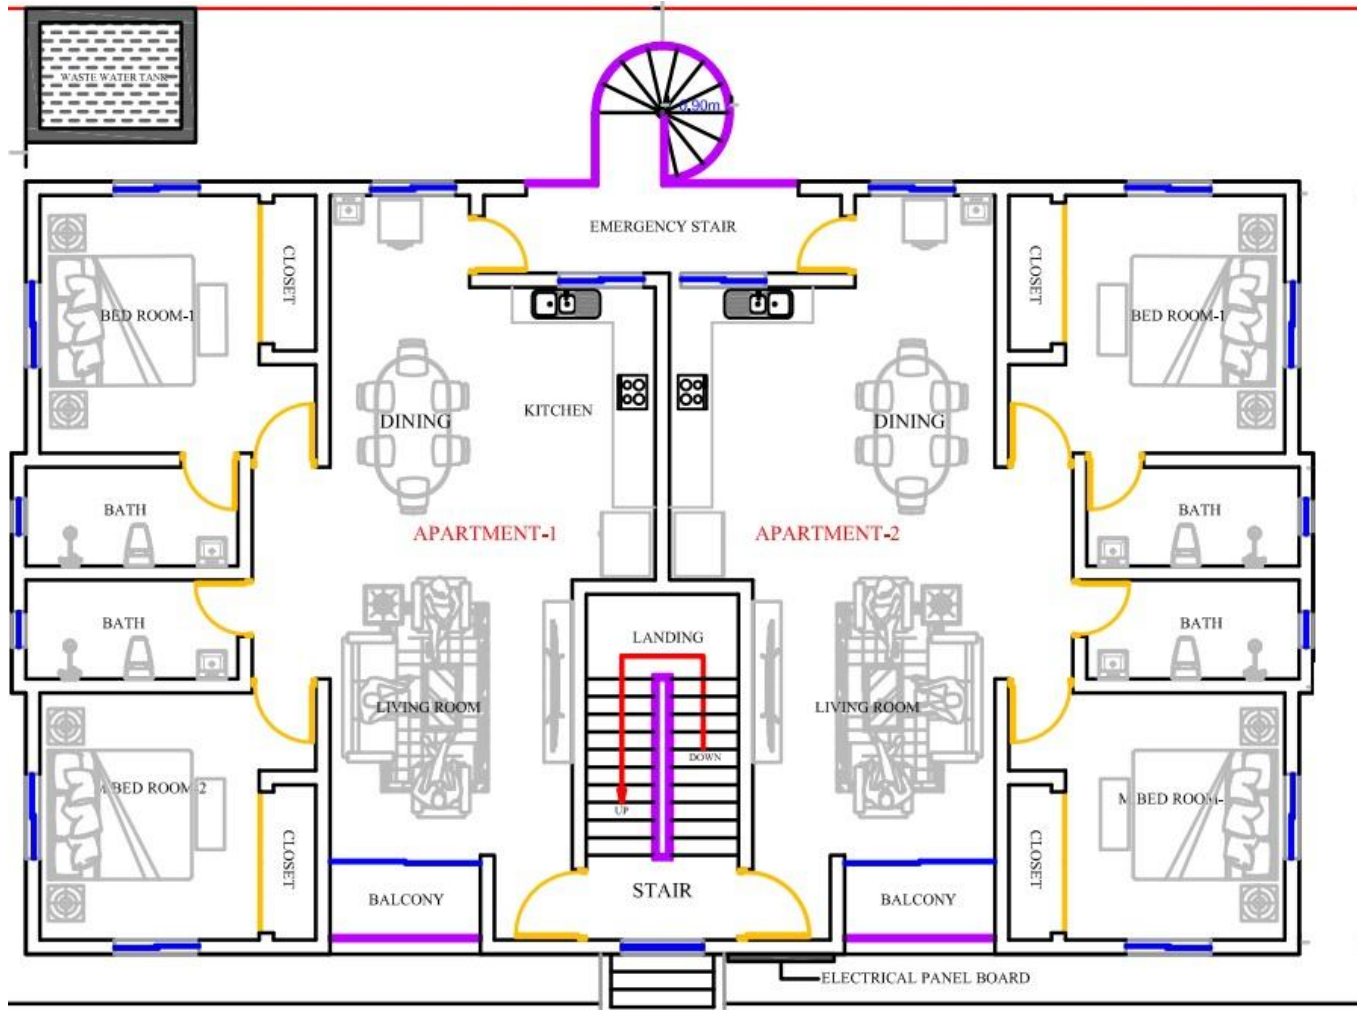 WASTE WATER TANK
0.90m
EMERGENCY STAIR
CLOSET
CLOSET
BED ROOM-1
BED ROOM-1
DINING
KITCHEN
DINING
BATH
BATH
APARTMENT-1
APARTMENT-2
BATH
BATH
LANDING
LIVING ROOM
LIVING ROOM
DOWN
UP
M.BED ROOM-2
M.BED ROOM-
CLOSET
CLOSET
BALCONY
STAIR
BALCONY
ELECTRICAL PANEL BOARD